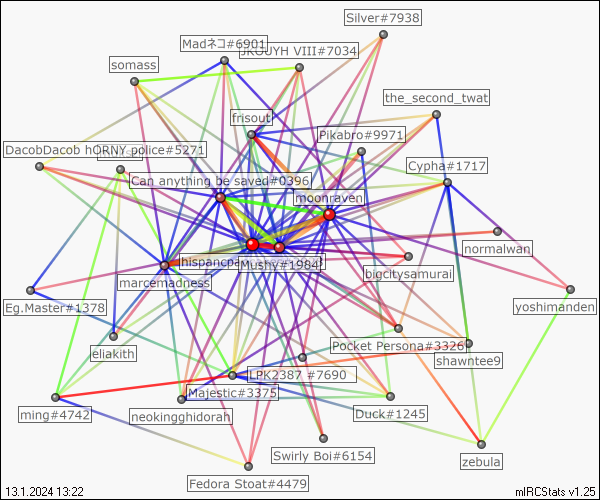 Silver#7938
Madネコ#6901
JKOUYH VIII#7034
somass
the_second_twat
frisout
Pikabro#9971
DacobDacob hORNY police#5271
Cypha#1717
Can anything be saved#0396
moonraven
normalwan
hispancpa
Mushy#1984
bigcitysamurai
marcemadness
Eg.Master#1378
yoshimanden
Pocket Persona#3326
eliakith
shawntee9
LPK2387 #7690
Majestic#3375
ming#4742
neokingghidorah
Duck#1245
Swirly Boi#6154
zebula
Fedora Stoat#4479
13.1.2024 13:22
mIRCStats v1.25